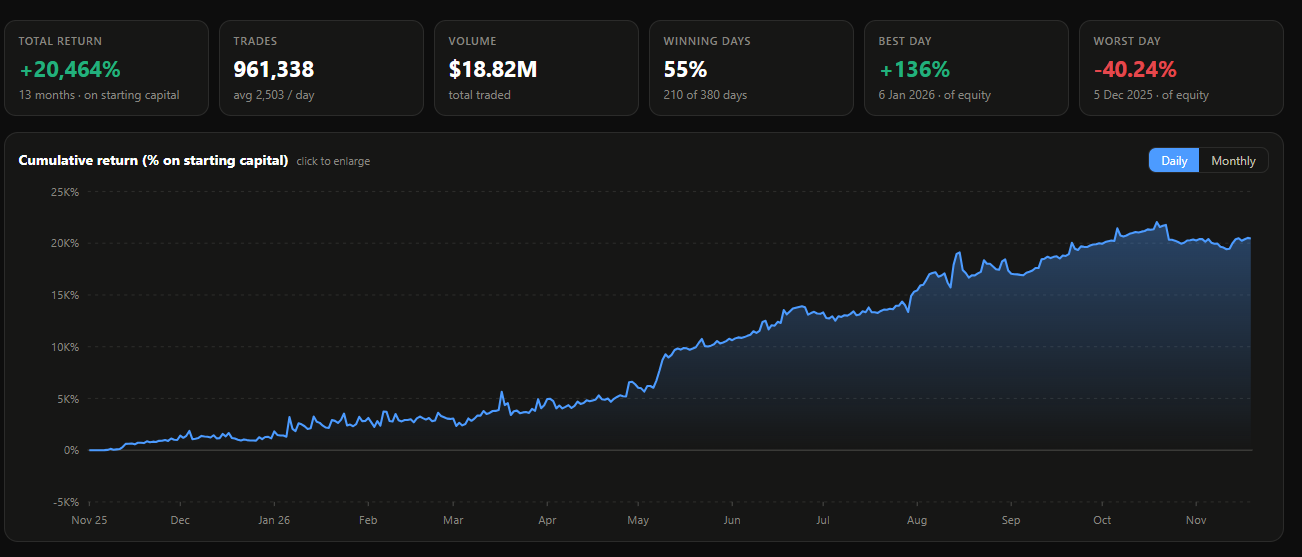 TOTAL RETURN
+20,464%
13 months · on starting capital
TRADES
961,338
avg 2,503 / day
VOLUME
$18.82M
total traded
WINNING DAYS
55%
210 of 380 days
BEST DAY
+136%
6 Jan 2026 · of equity
WORST DAY
-40.24%
5 Dec 2025 · of equity
Cumulative return (% on starting capital) click to enlarge
Daily Monthly
25K%
20K%
15K%
10K%
5K%
0%
-5K%
Nov 25 Dec Jan 26 Feb Mar Apr May Jun Jul Aug Sep Oct Nov